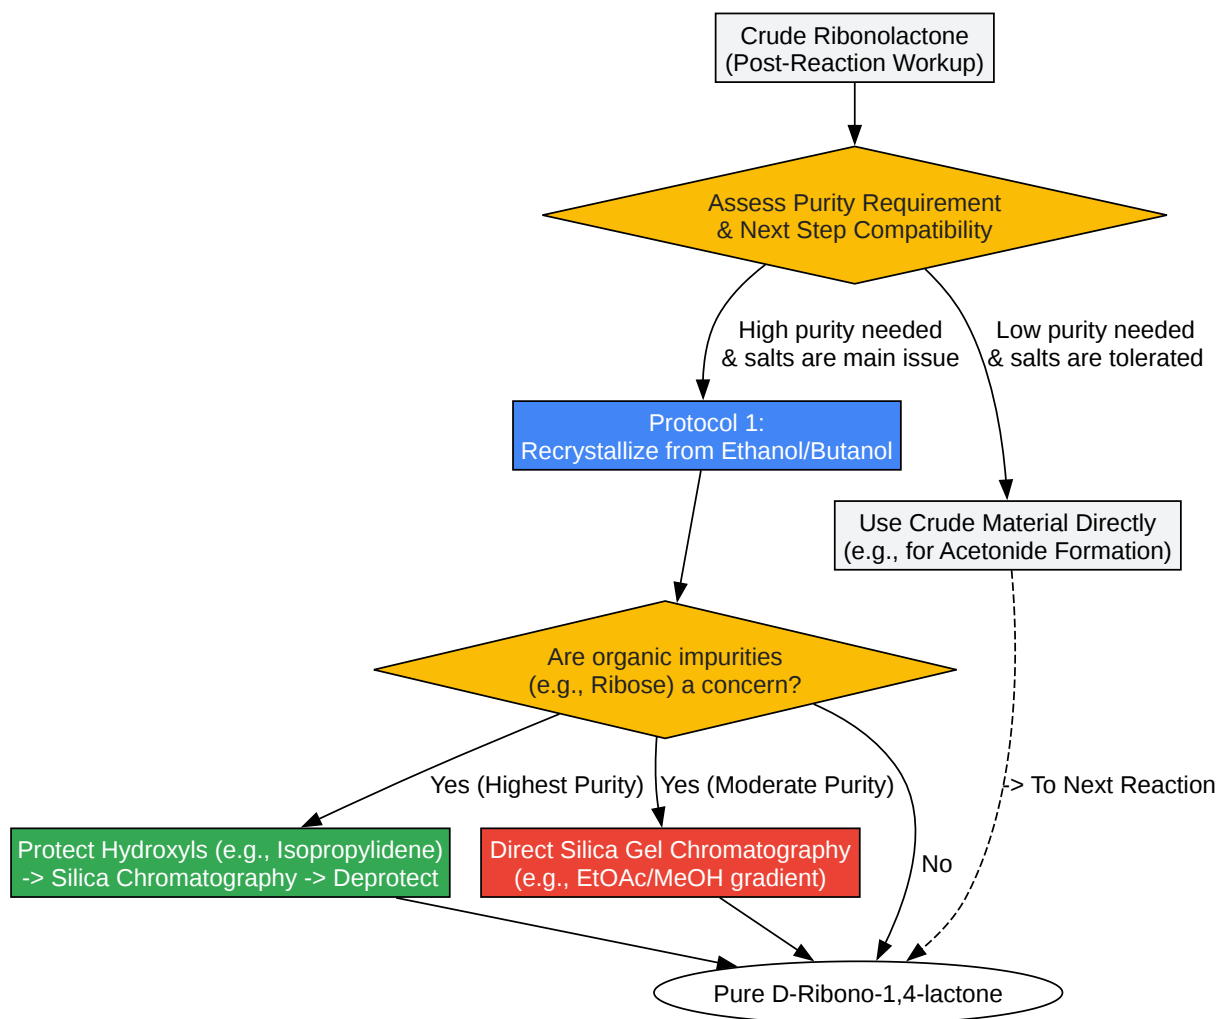 Crude Ribonolactone
(Post-Reaction Workup)
Assess Purity Requirement
& Next Step Compatibility
High purity needed
& salts are main issue
Low purity needed
& salts are tolerated
Protocol 1:
Recrystallize from Ethanol/Butanol
Use Crude Material Directly
(e.g., for Acetonide Formation)
Are organic impurities
(e.g., Ribose) a concern?
Yes (Highest Purity)
Yes (Moderate Purity)
-> To Next Reaction
Protect Hydroxyls (e.g., Isopropylidene)
-> Silica Chromatography -> Deprotect
Direct Silica Gel Chromatography
(e.g., EtOAc/MeOH gradient)
No
Pure D-Ribono-1,4-lactone